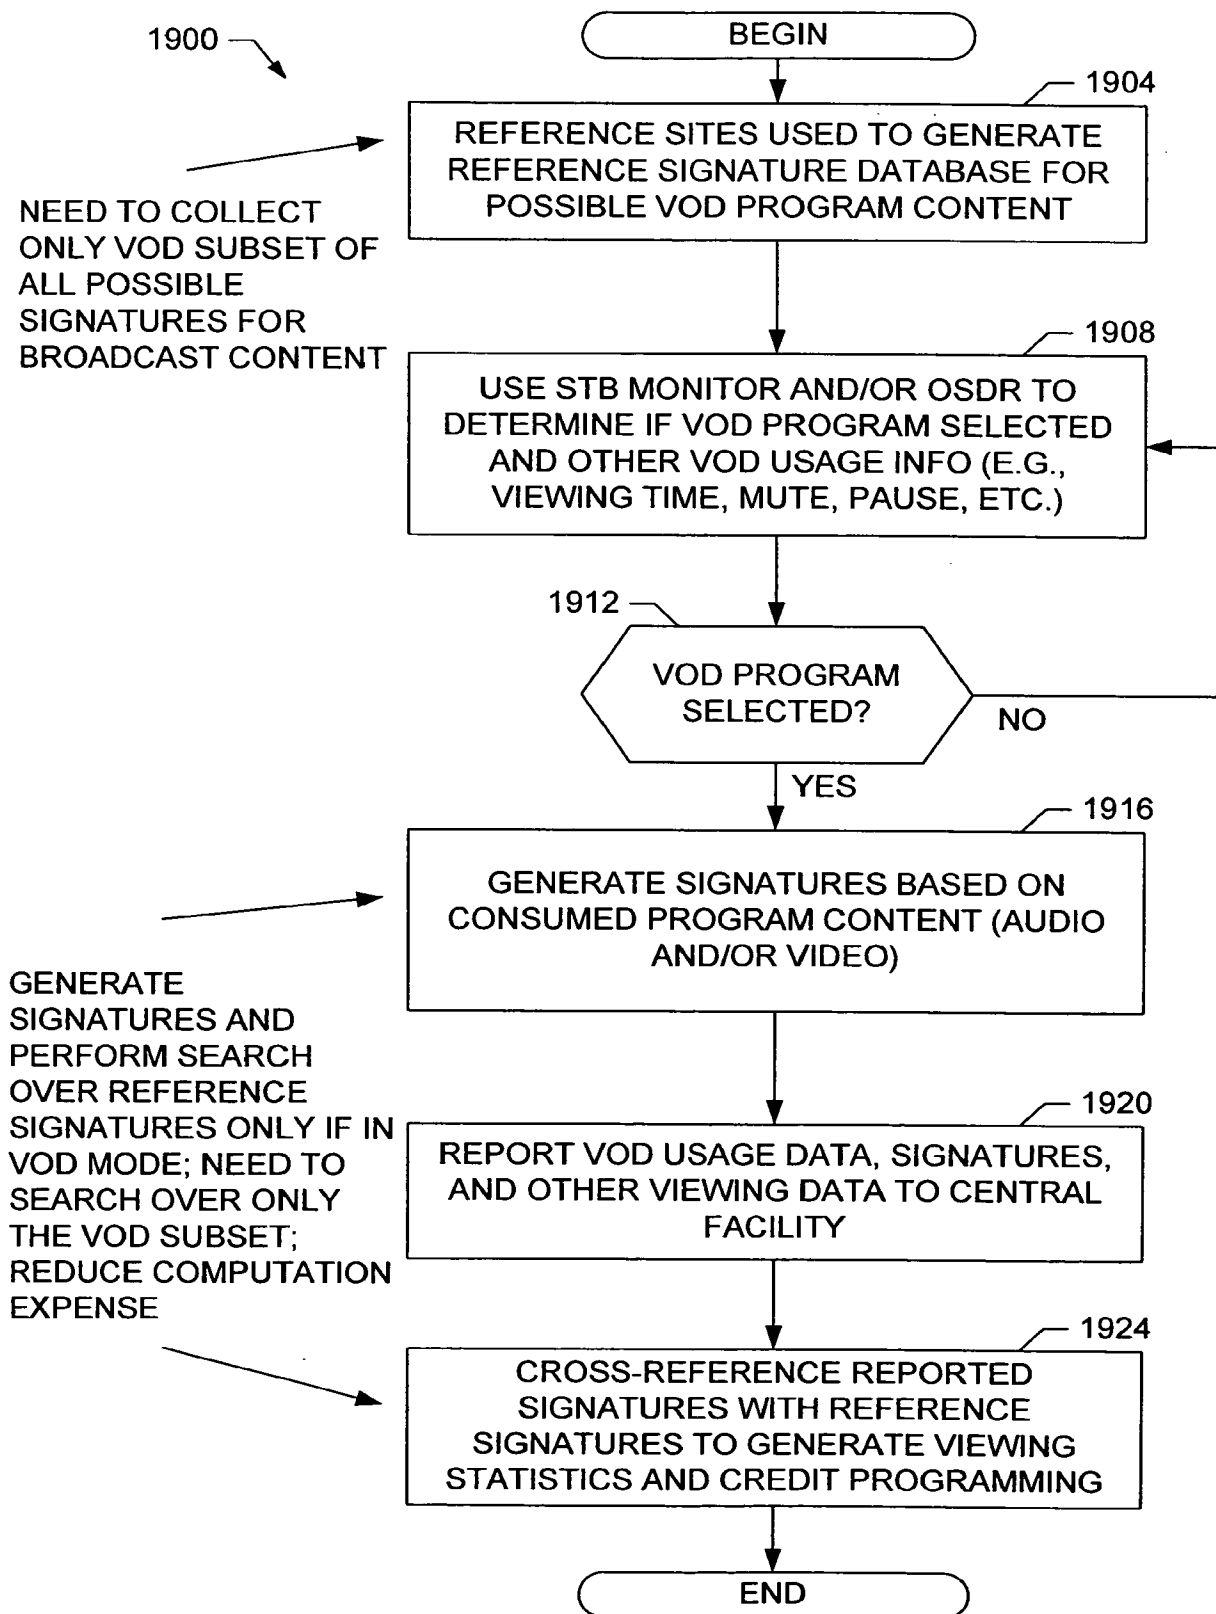 1900
BEGIN
1904
REFERENCE SITES USED TO GENERATE
REFERENCE SIGNATURE DATABASE FOR
POSSIBLE VOD PROGRAM CONTENT
NEED TO COLLECT
ONLY VOD SUBSET OF
ALL POSSIBLE
SIGNATURES FOR
BROADCAST CONTENT
1908
USE STB MONITOR AND/OR OSDR TO
DETERMINE IF VOD PROGRAM SELECTED
AND OTHER VOD USAGE INFO (E.G.,
VIEWING TIME, MUTE, PAUSE, ETC.)
1912
VOD PROGRAM
SELECTED?
NO
YES
1916
GENERATE SIGNATURES BASED ON
CONSUMED PROGRAM CONTENT (AUDIO
AND/OR VIDEO)
GENERATE
SIGNATURES AND
PERFORM SEARCH
OVER REFERENCE
SIGNATURES ONLY IF IN
VOD MODE; NEED TO
SEARCH OVER ONLY
THE VOD SUBSET;
REDUCE COMPUTATION
EXPENSE
1920
REPORT VOD USAGE DATA, SIGNATURES,
AND OTHER VIEWING DATA TO CENTRAL
FACILITY
1924
CROSS-REFERENCE REPORTED
SIGNATURES WITH REFERENCE
SIGNATURES TO GENERATE VIEWING
STATISTICS AND CREDIT PROGRAMMING
END